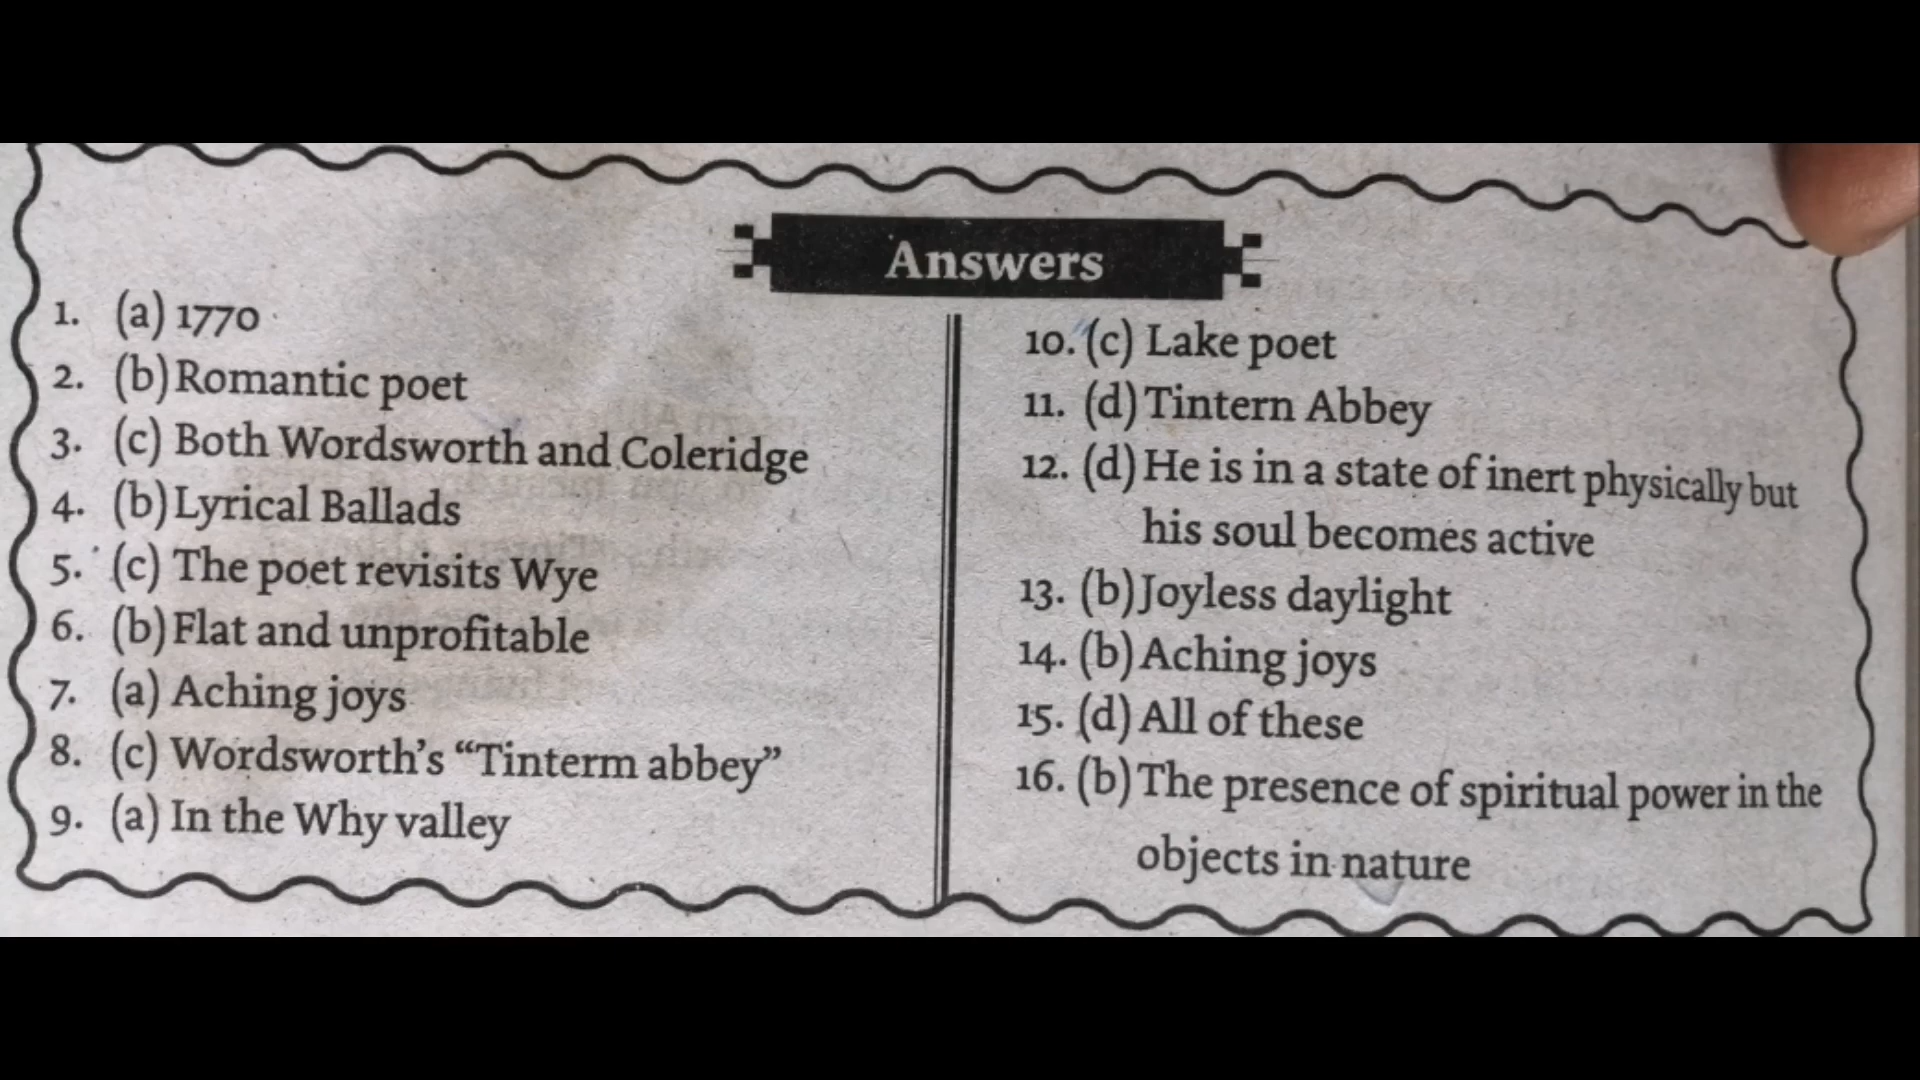 Answers
1. (a) 1770
2. (b) Romantic poet
3. (c) Both Wordsworth and Coleridge
4. (b) Lyrical Ballads
5. (c) The poet revisits Wye
6. (b) Flat and unprofitable
7. (a) Aching joys
8. (c) Wordsworth's “Tinterm abbey”
9. (a) In the Why valley
10. (c) Lake poet
11. (d) Tintern Abbey
12. (d) He is in a state of inert physically but
his soul becomes active
13. (b) Joyless daylight
14. (b) Aching joys
15. (d) All of these
16. (b) The presence of spiritual power in the
objects in nature